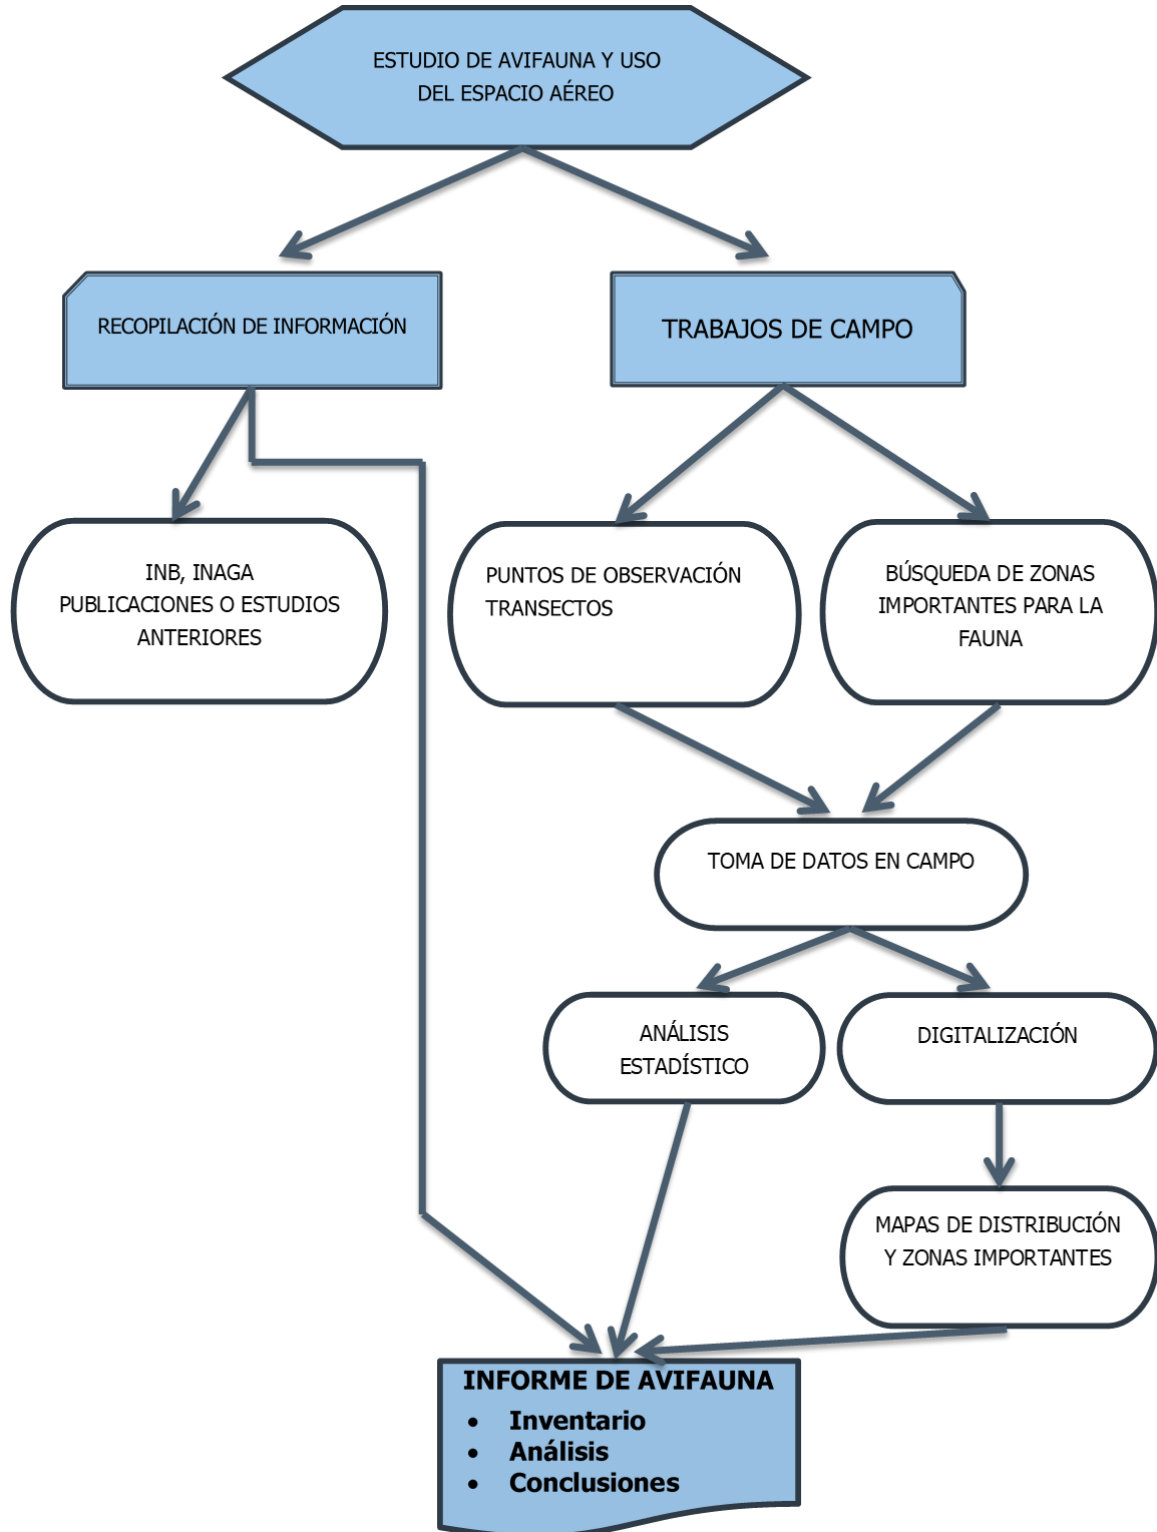 ESTUDIO DE AVIFAUNA Y USO
DEL ESPACIO AÉREO
RECOPILACIÓN DE INFORMACIÓN
TRABAJOS DE CAMPO
INB, INAGA
PUBLICACIONES O ESTUDIOS
ANTERIORES
PUNTOS DE OBSERVACIÓN
TRANSECTOS
BÚSQUEDA DE ZONAS
IMPORTANTES PARA LA
FAUNA
TOMA DE DATOS EN CAMPO
ANÁLISIS
ESTADÍSTICO
DIGITALIZACIÓN
MAPAS DE DISTRIBUCIÓN
Y ZONAS IMPORTANTES
INFORME DE AVIFAUNA
• Inventario
• Análisis
• Conclusiones